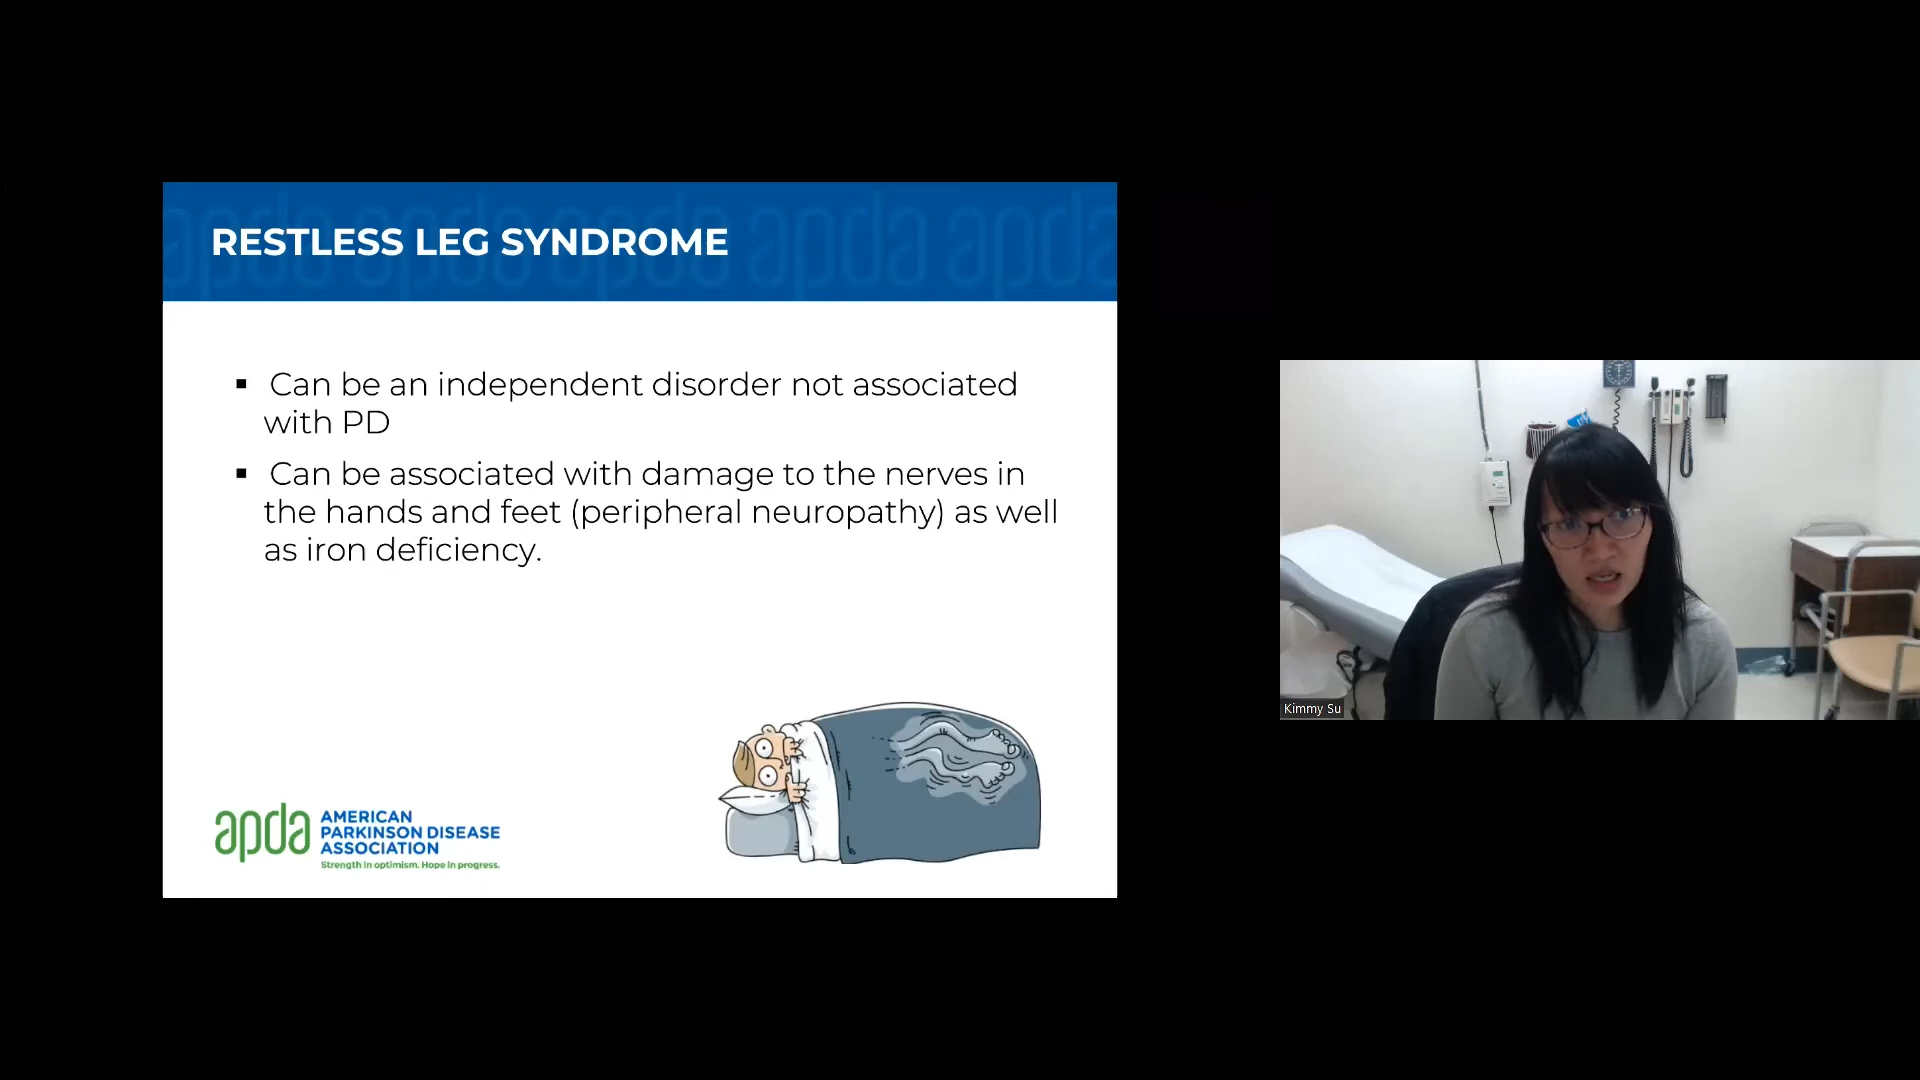 RESTLESS LEG SYNDROME
▪ Can be an independent disorder not associated
with PD
▪ Can be associated with damage to the nerves in
the hands and feet (peripheral neuropathy) as well
as iron deficiency.
apda AMERICAN
PARKINSON DISEASE
ASSOCIATION
Strength in optimism. Hope in progress.
Kimmy Su